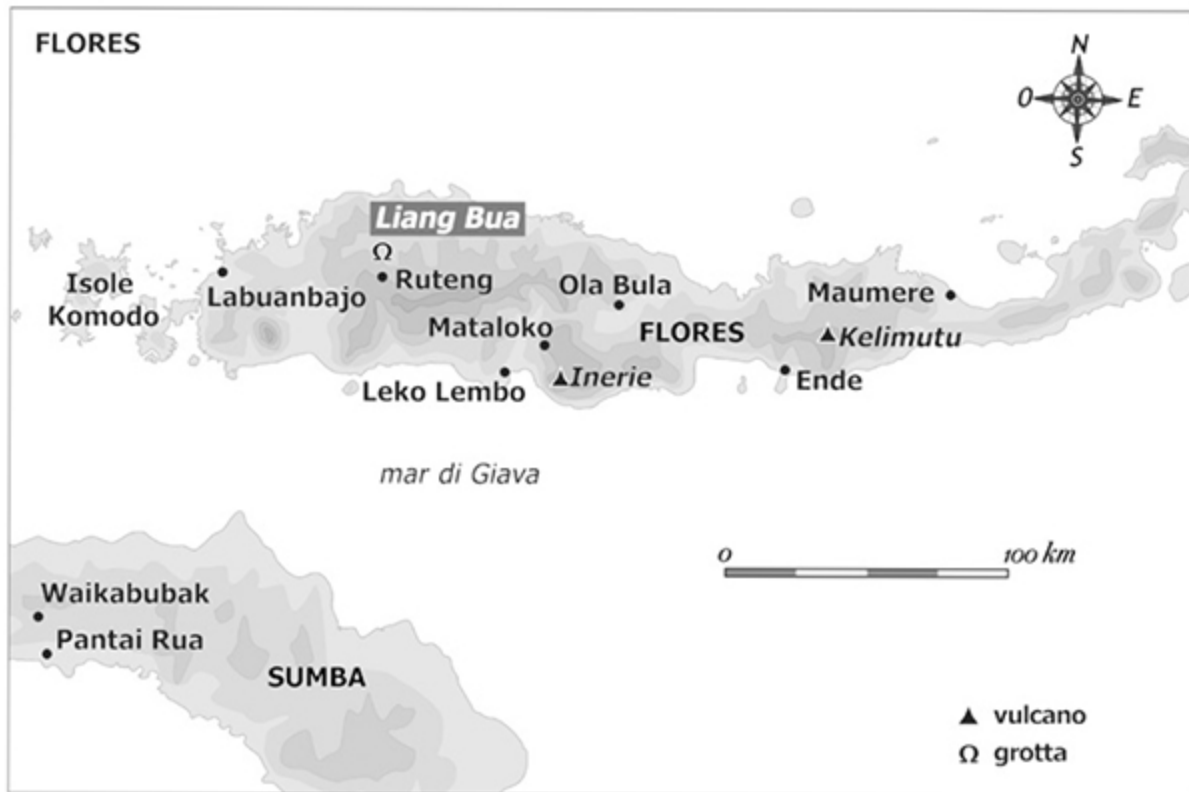 FLORES
N
O
E
S
Liang Bua
Ω
Ruteng
Isole
Komodo
Labuanbajo
Ola Bula
Maumere
Mataloko
FLORES
Kelimutu
Leko Lembo
Inerie
Ende
mar di Giava
0
100 km
Waikabubak
Pantai Rua
SUMBA
vulcano
Ω grotta